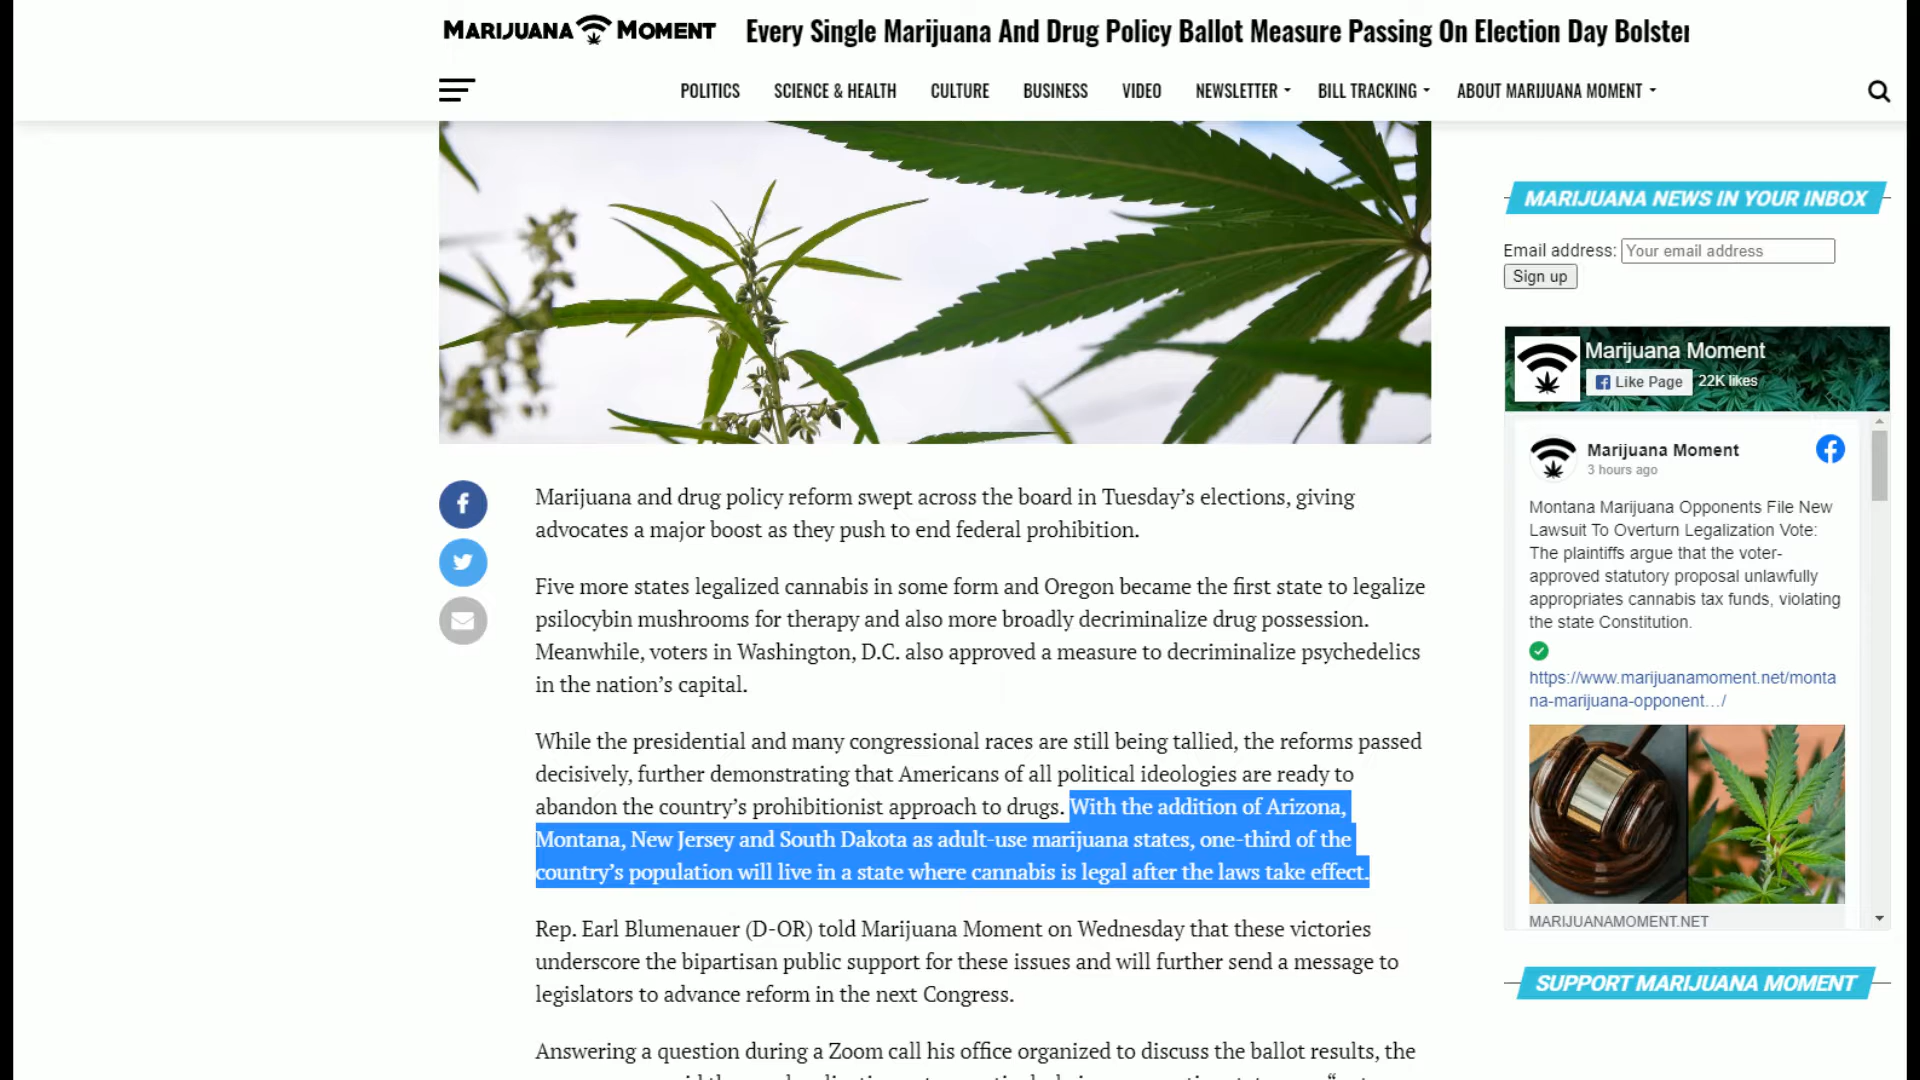 MARIJUANA MOMENT
Every Single Marijuana And Drug Policy Ballot Measure Passing On Election Day Bolster
POLITICS SCIENCE & HEALTH CULTURE BUSINESS VIDEO NEWSLETTER BILL TRACKING ABOUT MARIJUANA MOMENT
Marijuana and drug policy reform swept across the board in Tuesday’s elections, giving
advocates a major boost as they push to end federal prohibition.
Five more states legalized cannabis in some form and Oregon became the first state to legalize
psilocybin mushrooms for therapy and also more broadly decriminalize drug possession.
Meanwhile, voters in Washington, D.C. also approved a measure to decriminalize psychedelics
in the nation’s capital.
While the presidential and many congressional races are still being tallied, the reforms passed
decisively, further demonstrating that Americans of all political ideologies are ready to
abandon the country’s prohibitionist approach to drugs. With the addition of Arizona,
Montana, New Jersey and South Dakota as adult-use marijuana states, one-third of the
country’s population will live in a state where cannabis is legal after the laws take effect.
Rep. Earl Blumenauer (D-OR) told Marijuana Moment on Wednesday that these victories
underscore the bipartisan public support for these issues and will further send a message to
legislators to advance reform in the next Congress.
Answering a question during a Zoom call his office organized to discuss the ballot results, the
MARIJUANA NEWS IN YOUR INBOX
Email address: Your email address
Sign up
Marijuana Moment
Like Page 22K likes
Marijuana Moment
3 hours ago
Montana Marijuana Opponents File New
Lawsuit To Overturn Legalization Vote:
The plaintiffs argue that the voter-
approved statutory proposal unlawfully
appropriates cannabis tax funds, violating
the state Constitution.
https://www.marijuanamoment.net/monta
na-marijuana-opponent…/
MARIJUANAMOMENT.NET
SUPPORT MARIJUANA MOMENT